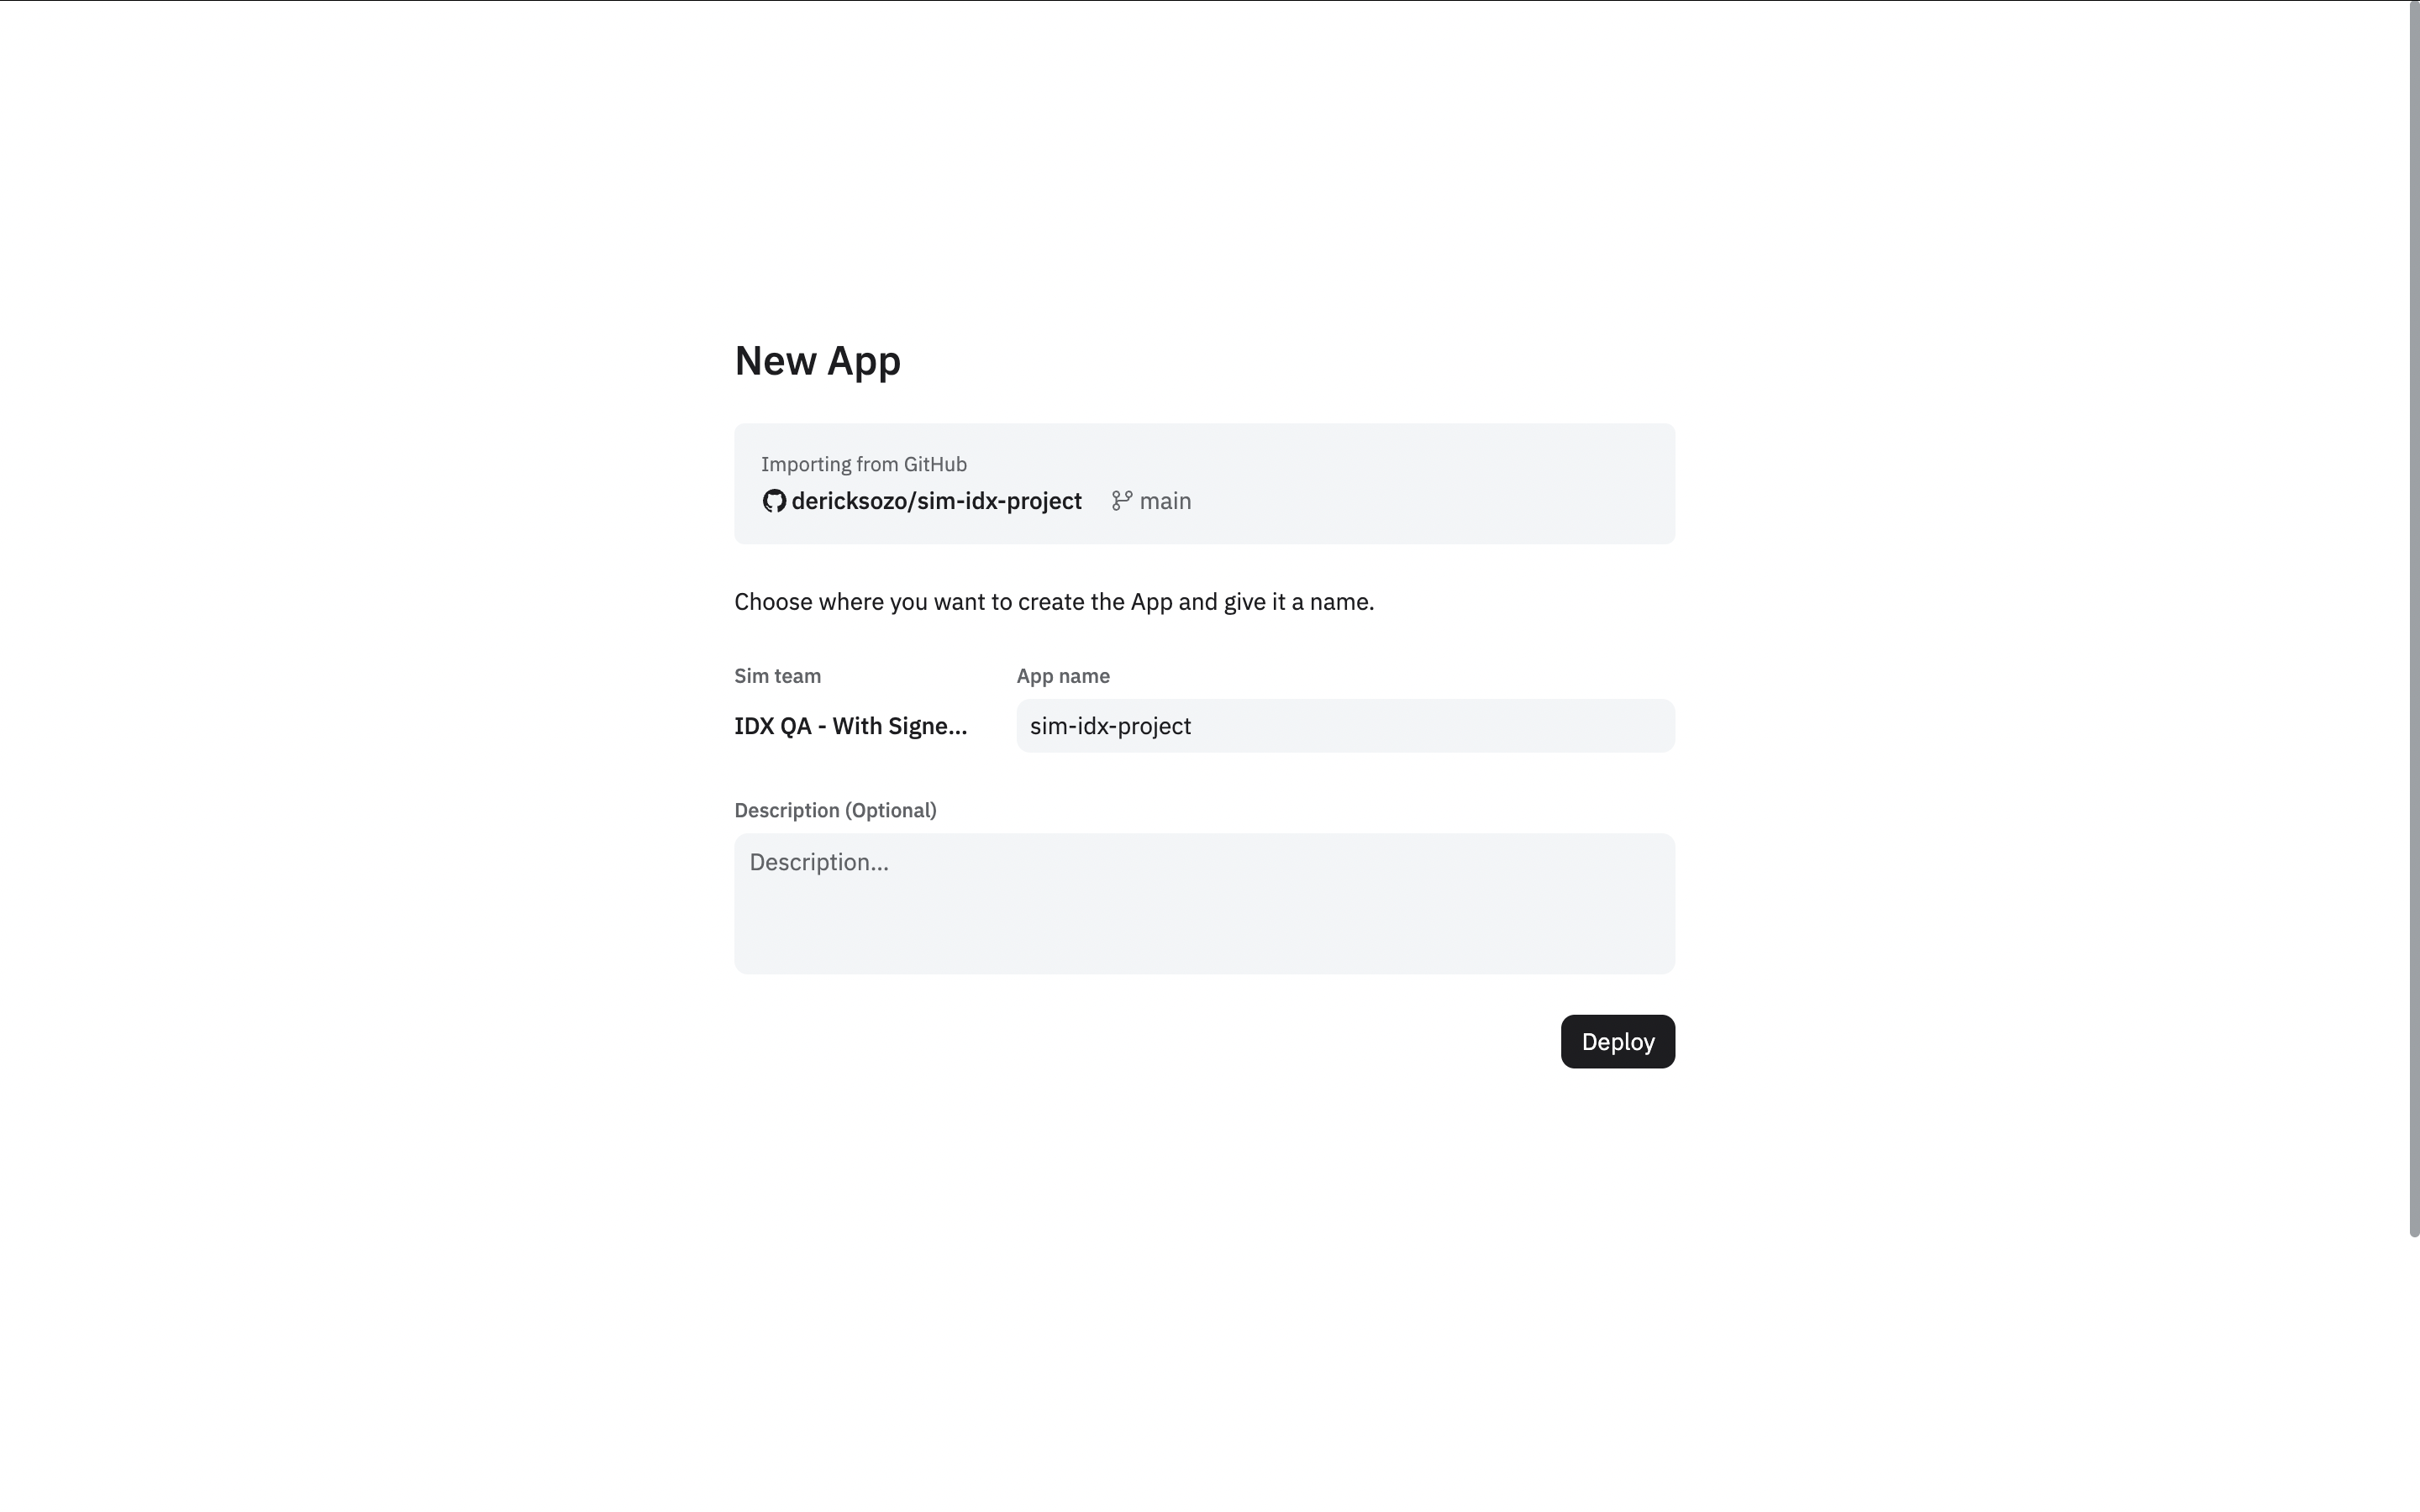 New App
Importing from GitHub
dericksozo/sim-idx-project main
Choose where you want to create the App and give it a name.
Sim team App name
IDX QA - With Signe... sim-idx-project
Description (Optional)
Description...
Deploy